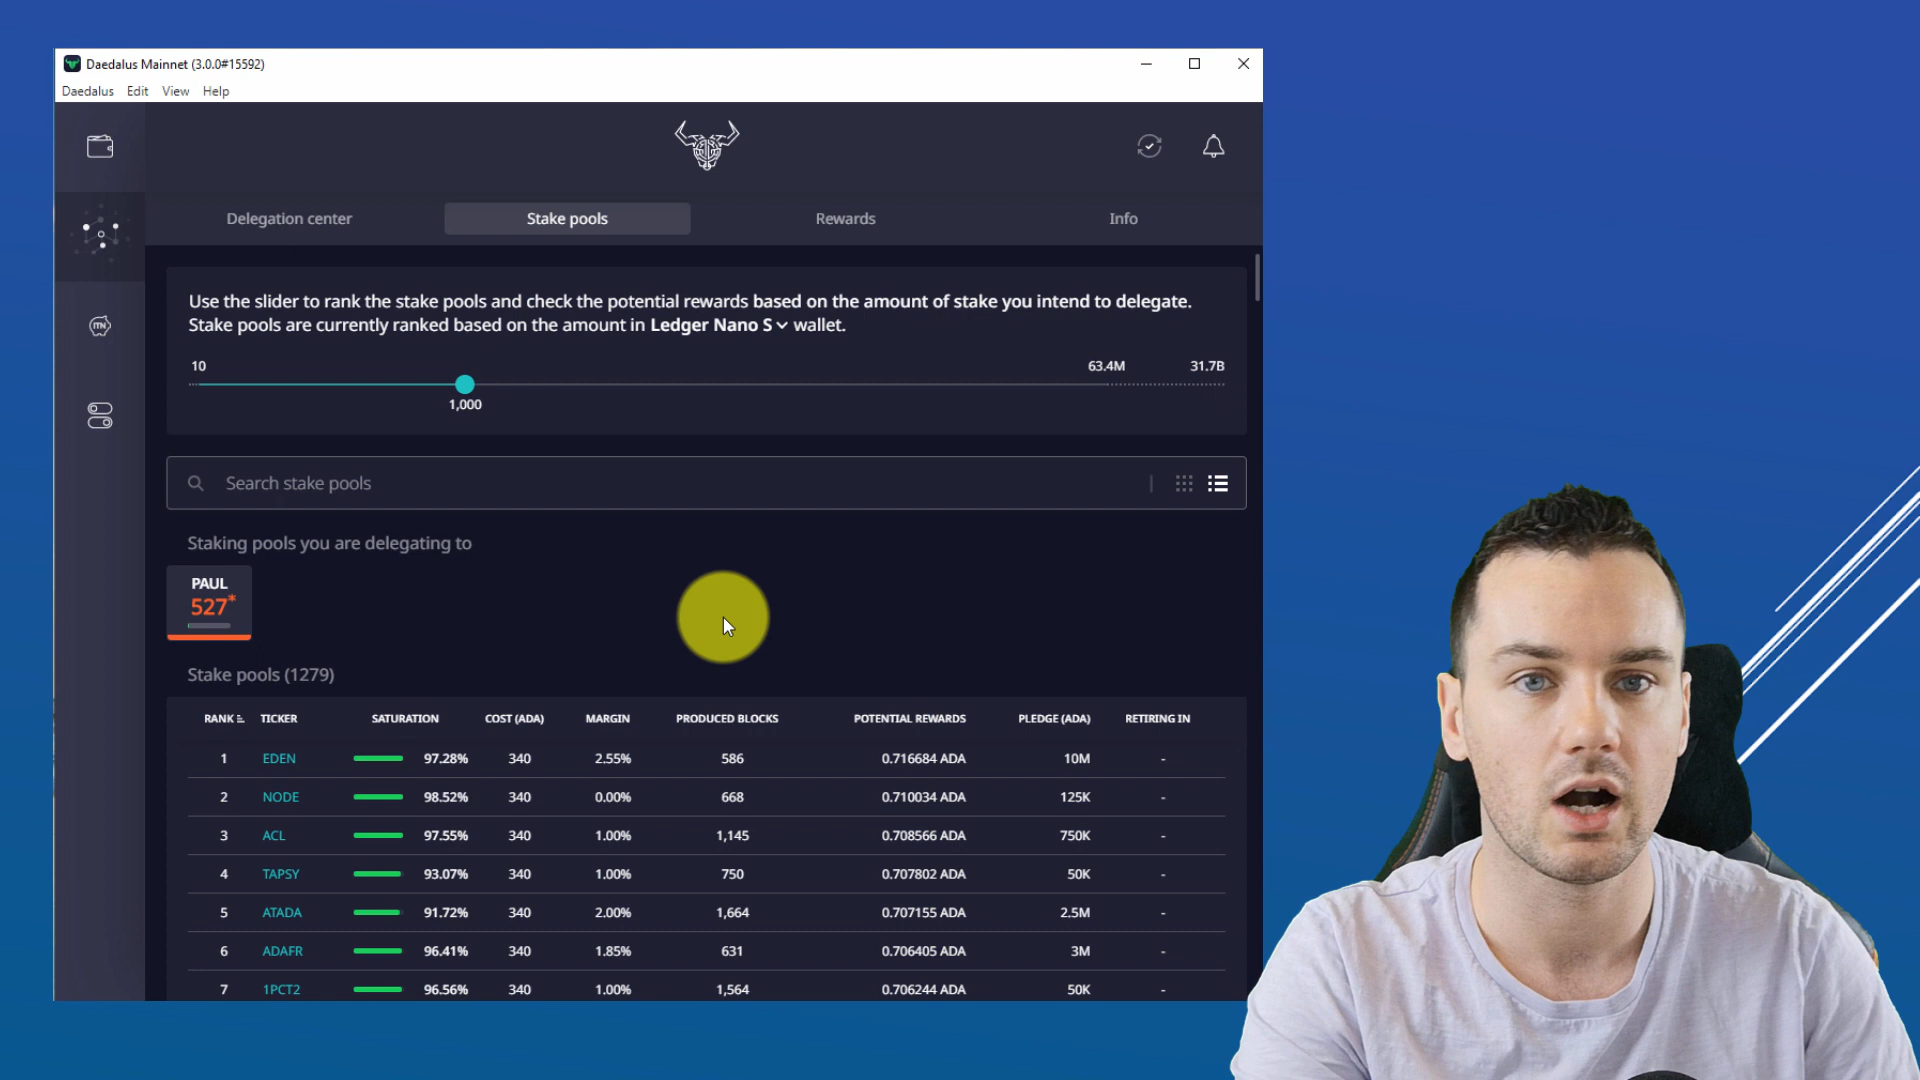 Daedalus Mainnet (3.0.0#15592)
Daedalus Edit View Help
Delegation center Stake pools Rewards Info
Use the slider to rank the stake pools and check the potential rewards based on the amount of stake you intend to delegate.
Stake pools are currently ranked based on the amount in Ledger Nano S wallet.
10 63.4M 31.7B
1,000
Search stake pools
Staking pools you are delegating to
PAUL
527*
Stake pools (1279)
RANK TICKER SATURATION COST (ADA) MARGIN PRODUCED BLOCKS POTENTIAL REWARDS PLEDGE (ADA) RETIRING IN
1 EDEN 97.28% 340 2.55% 586 0.716684 ADA 10M -
2 NODE 98.52% 340 0.00% 668 0.710034 ADA 125K -
3 ACL 97.55% 340 1.00% 1,145 0.708566 ADA 750K -
4 TAPSY 93.07% 340 1.00% 750 0.707802 ADA 50K -
5 ATADA 91.72% 340 2.00% 1,664 0.707155 ADA 2.5M -
6 ADAFR 96.41% 340 1.85% 631 0.706405 ADA 3M -
7 1PCT2 96.56% 340 1.00% 1,564 0.706244 ADA 50K -